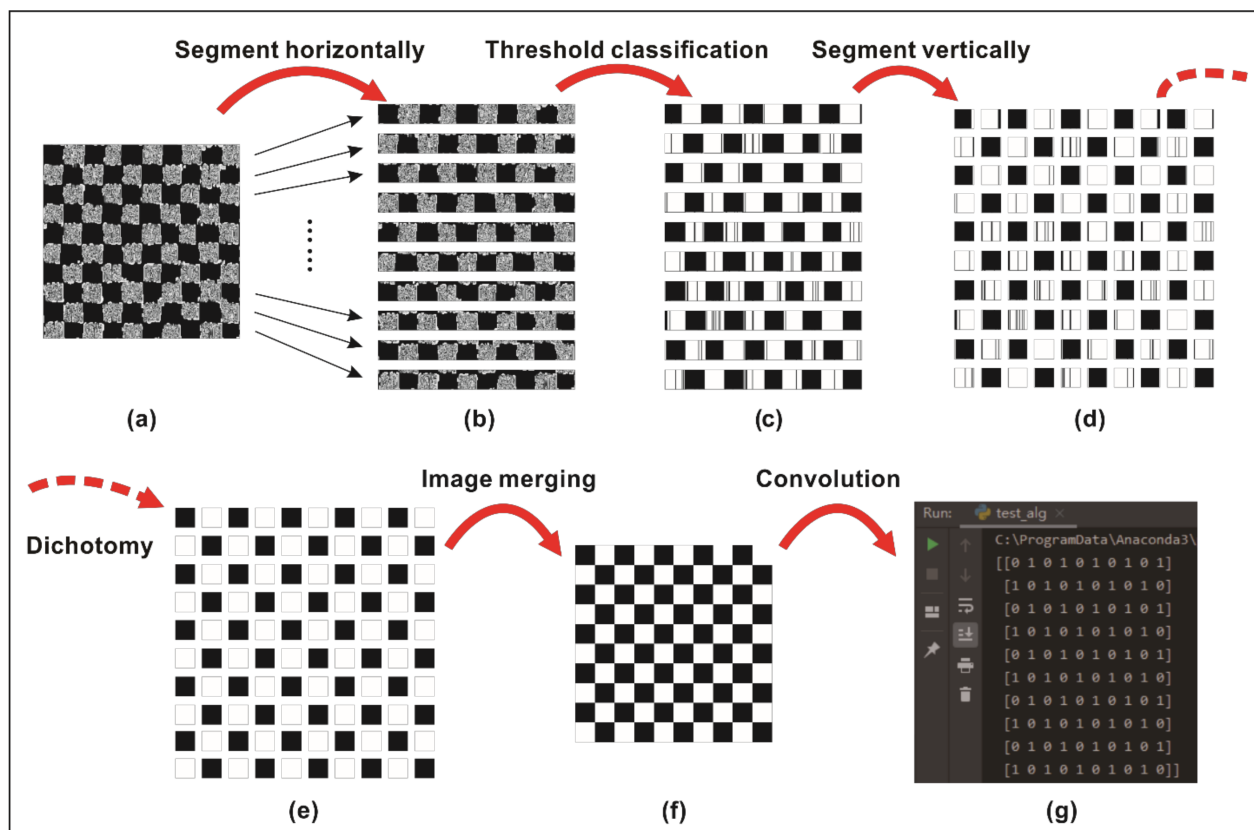 Segment horizontally
Threshold classification
Segment vertically
(a)
(b)
(c)
(d)
Dichotomy
Image merging
Convolution
Run:
test_alg ×
C:\ProgramData\Anaconda3\
[[0 1 0 1 0 1 0 1 0 1]
[1 0 1 0 1 0 1 0 1 0]
[0 1 0 1 0 1 0 1 0 1]
[1 0 1 0 1 0 1 0 1 0]
[0 1 0 1 0 1 0 1 0 1]
[1 0 1 0 1 0 1 0 1 0]
[0 1 0 1 0 1 0 1 0 1]
[1 0 1 0 1 0 1 0 1 0]
[0 1 0 1 0 1 0 1 0 1]
[1 0 1 0 1 0 1 0 1 0]]
(e)
(f)
(g)